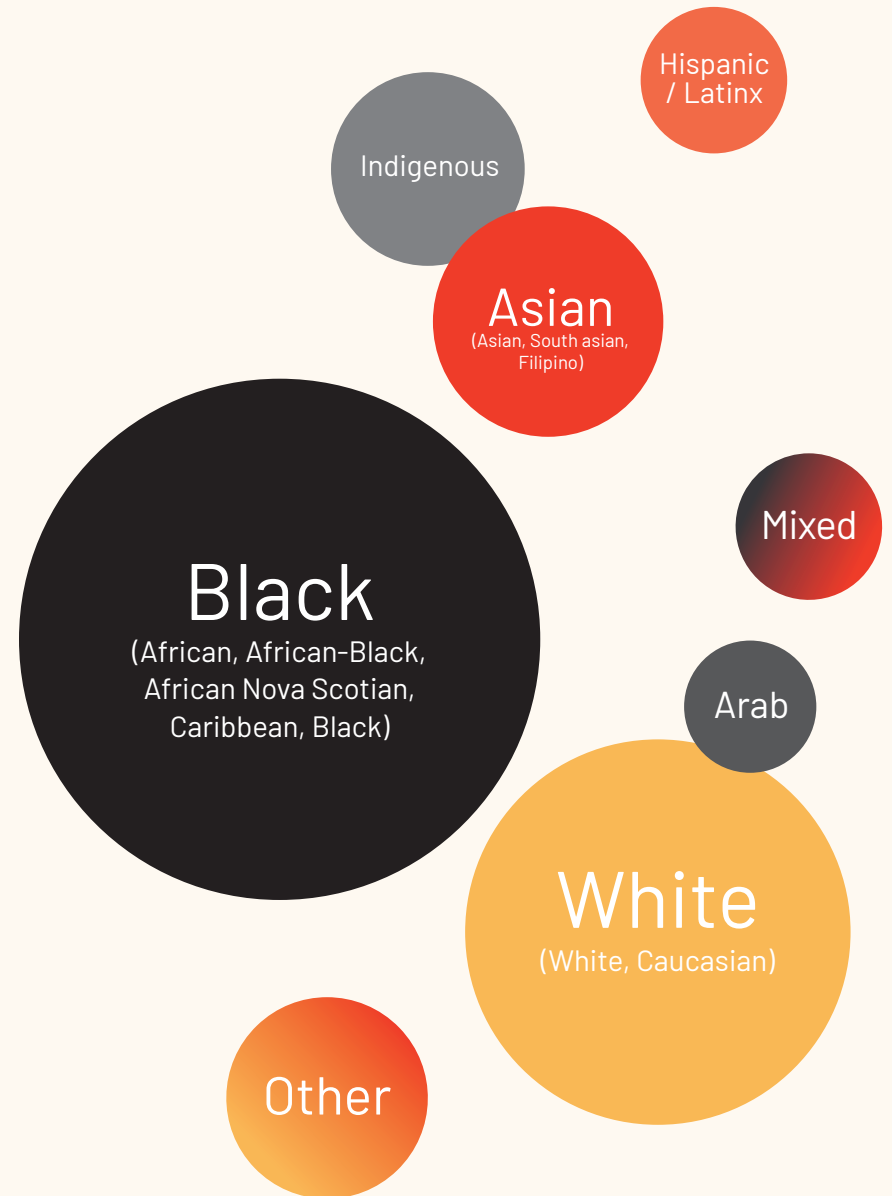 Hispanic
/ Latinx
Indigenous
Asian
(Asian, South asian,
Filipino)
Mixed
Black
(African, African-Black,
African Nova Scotian,
Caribbean, Black)
Arab
White
(White, Caucasian)
Other